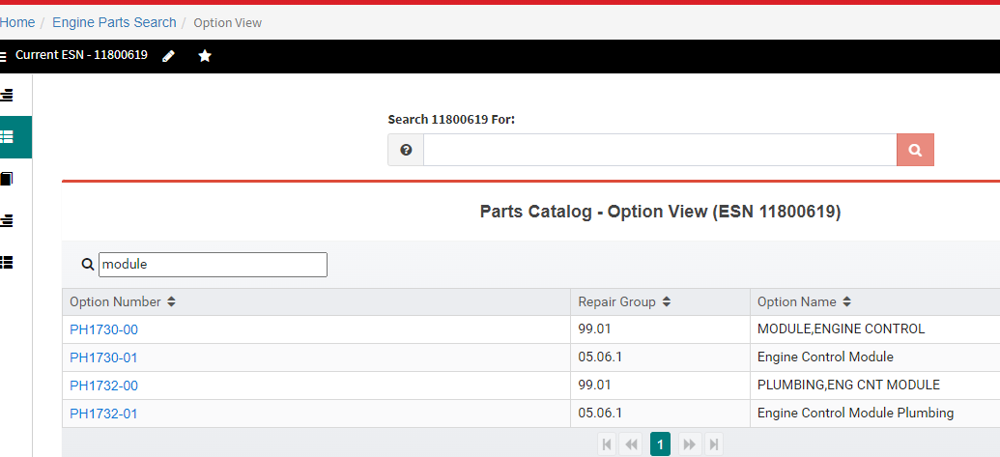 Home / Engine Parts Search / Option View
Current ESN - 11800619
Search 11800619 For:
Parts Catalog - Option View (ESN 11800619)
module
Option Number Repair Group Option Name
PH1730-00 99.01 MODULE,ENGINE CONTROL
PH1730-01 05.06.1 Engine Control Module
PH1732-00 99.01 PLUMBING,ENG CNT MODULE
PH1732-01 05.06.1 Engine Control Module Plumbing
1